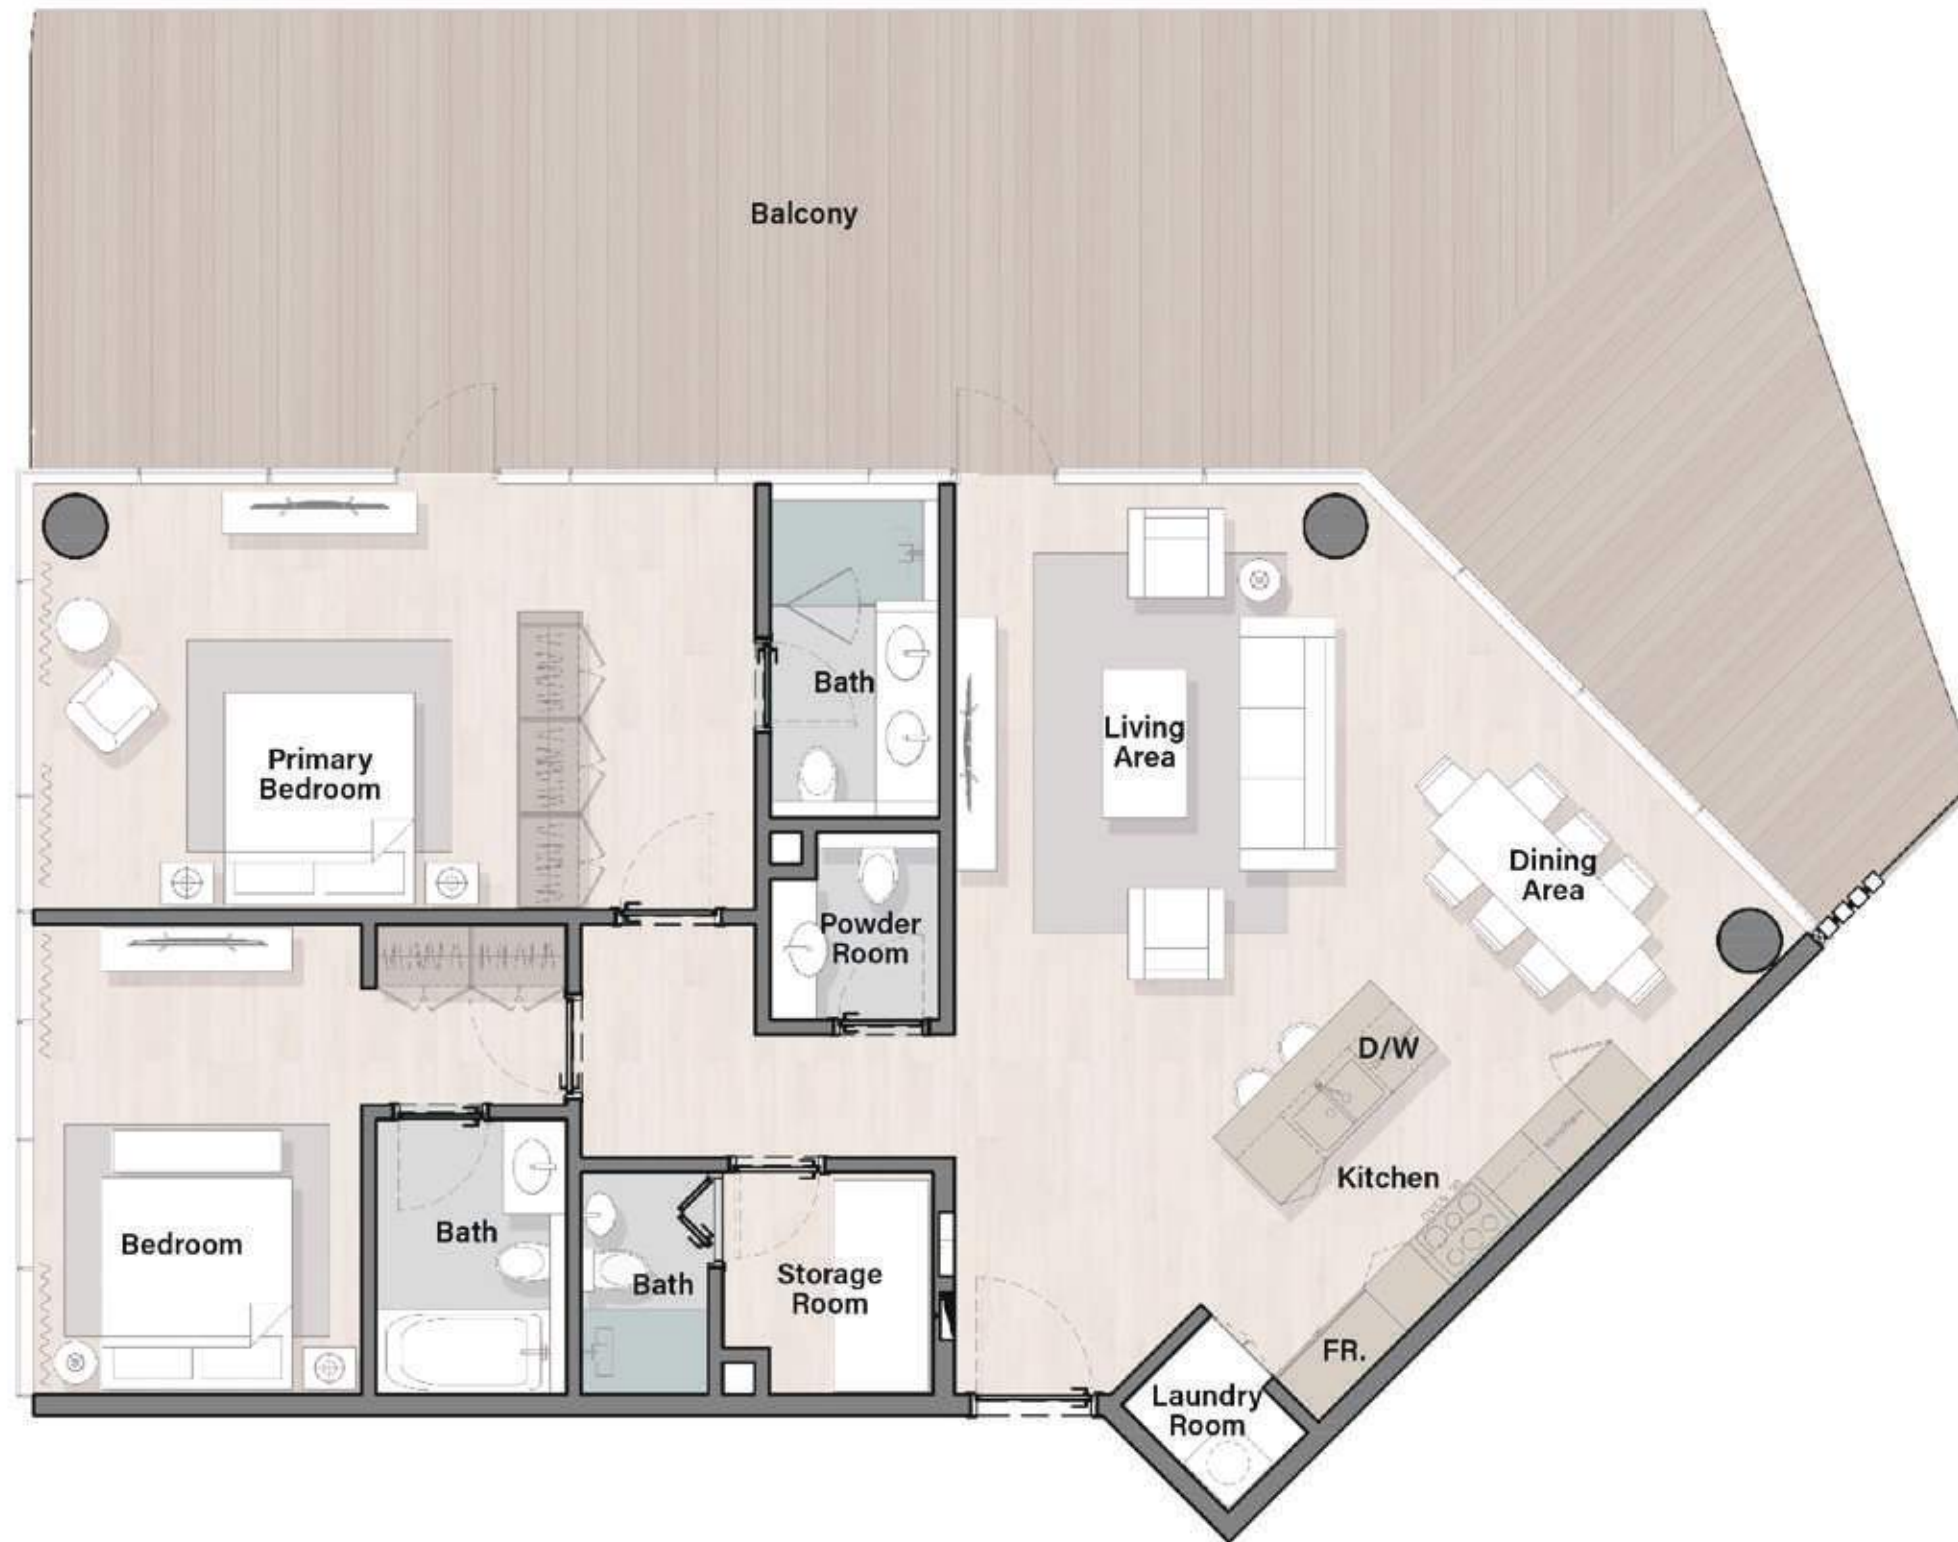 Balcony
Primary
Bedroom
Bath
Living
Area
Dining
Area
Powder
Room
D/W
Kitchen
Bedroom
Bath
Bath
Storage
Room
FR.
Laundry
Room